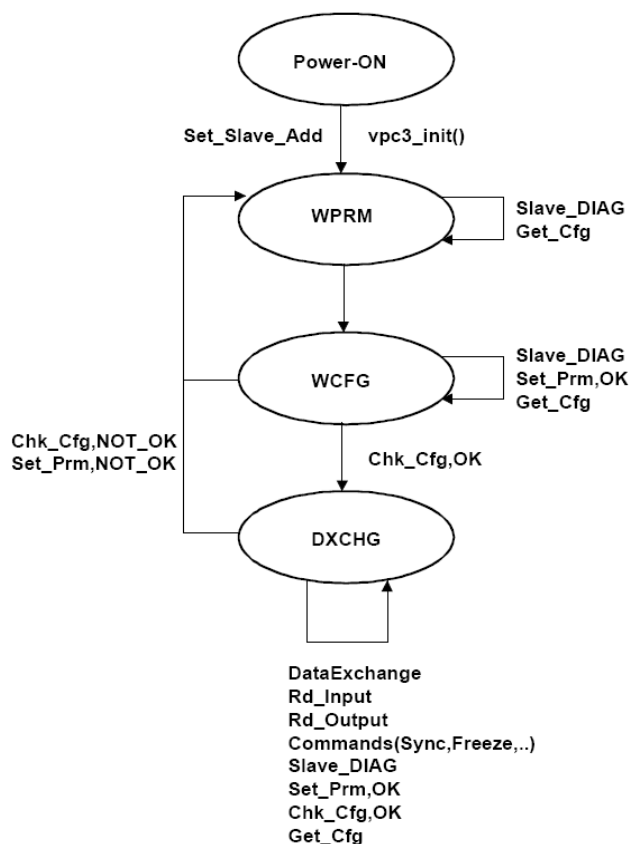 Power-ON
Set_Slave_Add vpc3_init()
WPRM
Slave_DIAG
Get_Cfg
WCFG
Slave_DIAG
Set_Prm,OK
Get_Cfg
Chk_Cfg,NOT_OK
Set_Prm,NOT_OK
Chk_Cfg,OK
DXCHG
DataExchange
Rd_Input
Rd_Output
Commands(Sync,Freeze,..)
Slave_DIAG
Set_Prm,OK
Chk_Cfg,OK
Get_Cfg